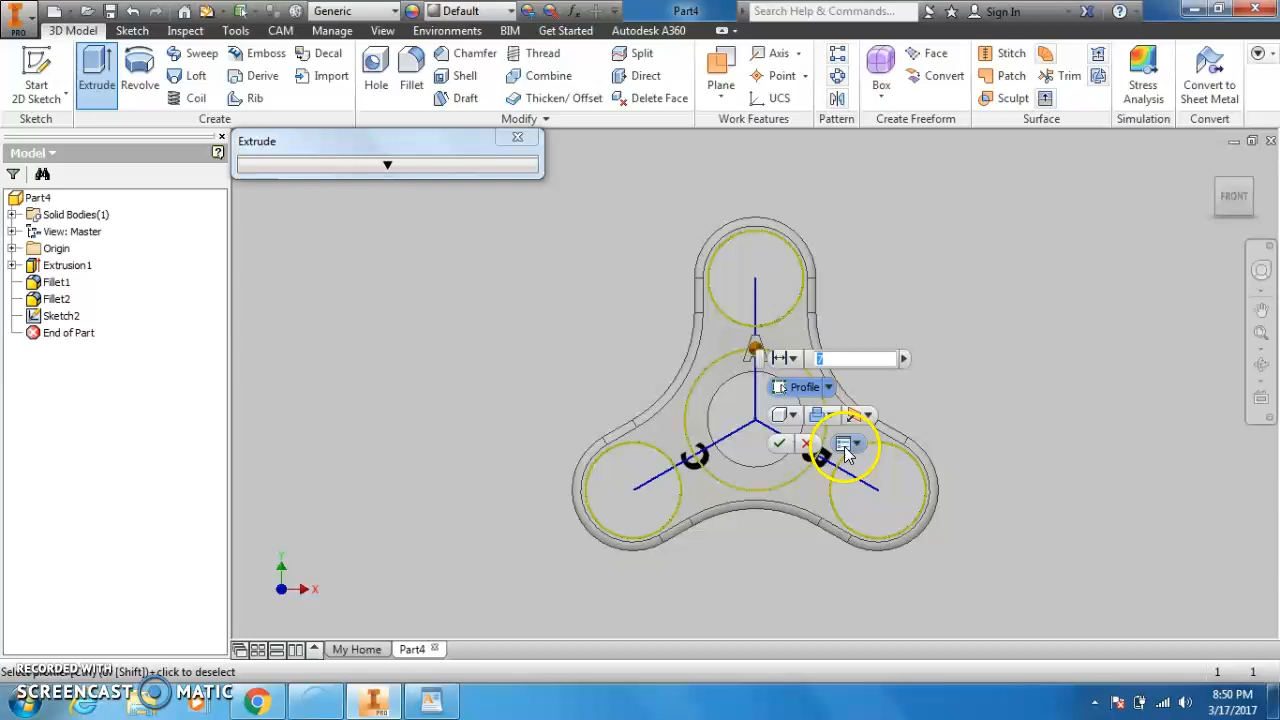 Generic
Default
Part4
Search Help & Commands...
Sign In
PRO
3D Model
Sketch
Inspect
Tools
CAM
Manage
View
Environments
BIM
Get Started
Autodesk A360
Start
2D Sketch
Extrude
Revolve
Sweep
Emboss
Decal
Loft
Derive
Import
Coil
Rib
Hole
Fillet
Chamfer
Thread
Split
Shell
Combine
Direct
Draft
Thicken/ Offset
Delete Face
Plane
Axis
Point
UCS
Box
Face
Convert
Stitch
Patch
Trim
Sculpt
Stress
Analysis
Convert to
Sheet Metal
Sketch
Create
Modify
Work Features
Pattern
Create Freeform
Surface
Simulation
Convert
Model
Part4
Solid Bodies(1)
View: Master
Origin
Extrusion1
Fillet1
Fillet2
Sketch2
End of Part
Extrude
FRONT
7
Profile
Y
X
My Home
Part4
+click to deselect
1
1
RECORDED WITH
SCREENCAST MATIC
PRO
8:50 PM
3/17/2017